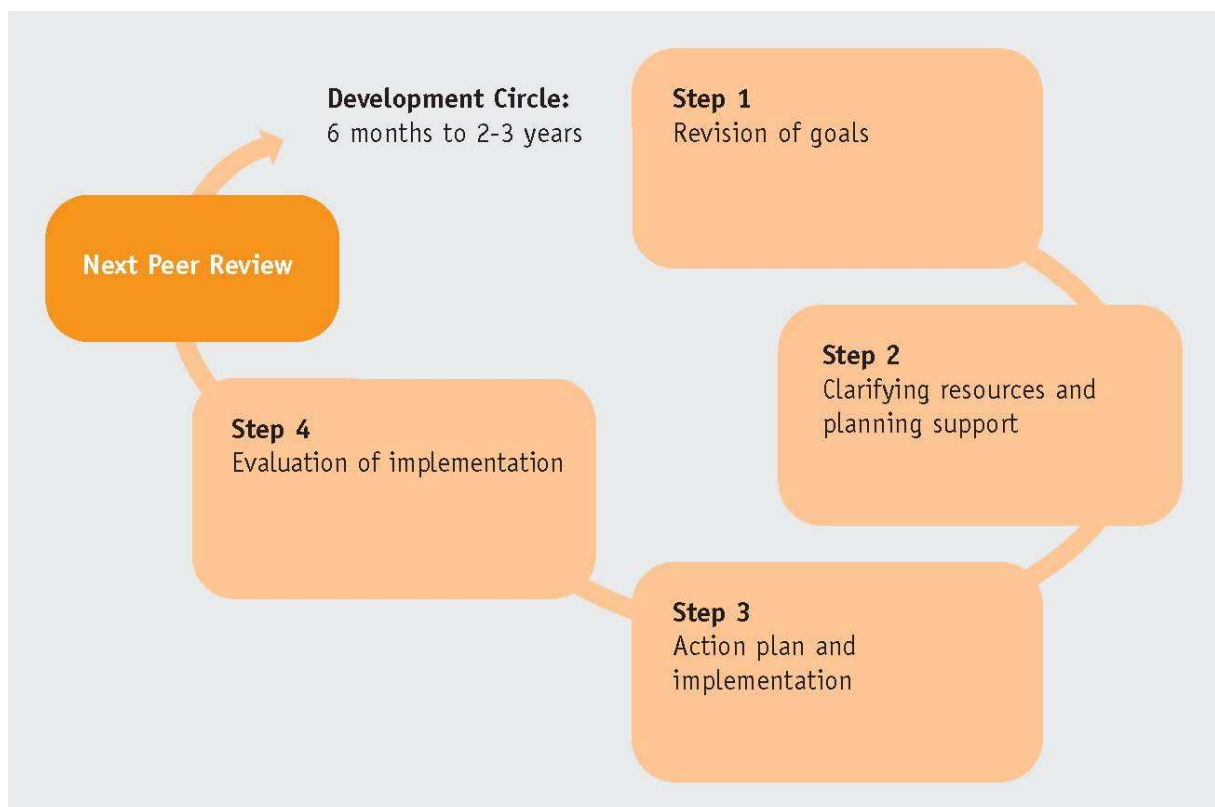 Development Circle:
6 months to 2-3 years
Step 1
Revision of goals
Step 2
Clarifying resources and
planning support
Step 3
Action plan and
implementation
Step 4
Evaluation of implementation
Next Peer Review